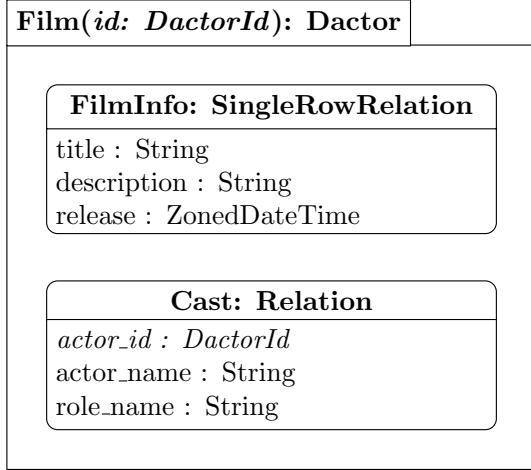 Film(id: DactorId): Dactor
FilmInfo: SingleRowRelation
title : String
description : String
release : ZonedDateTime
Cast: Relation
actor_id : DactorId
actor_name : String
role_name : String